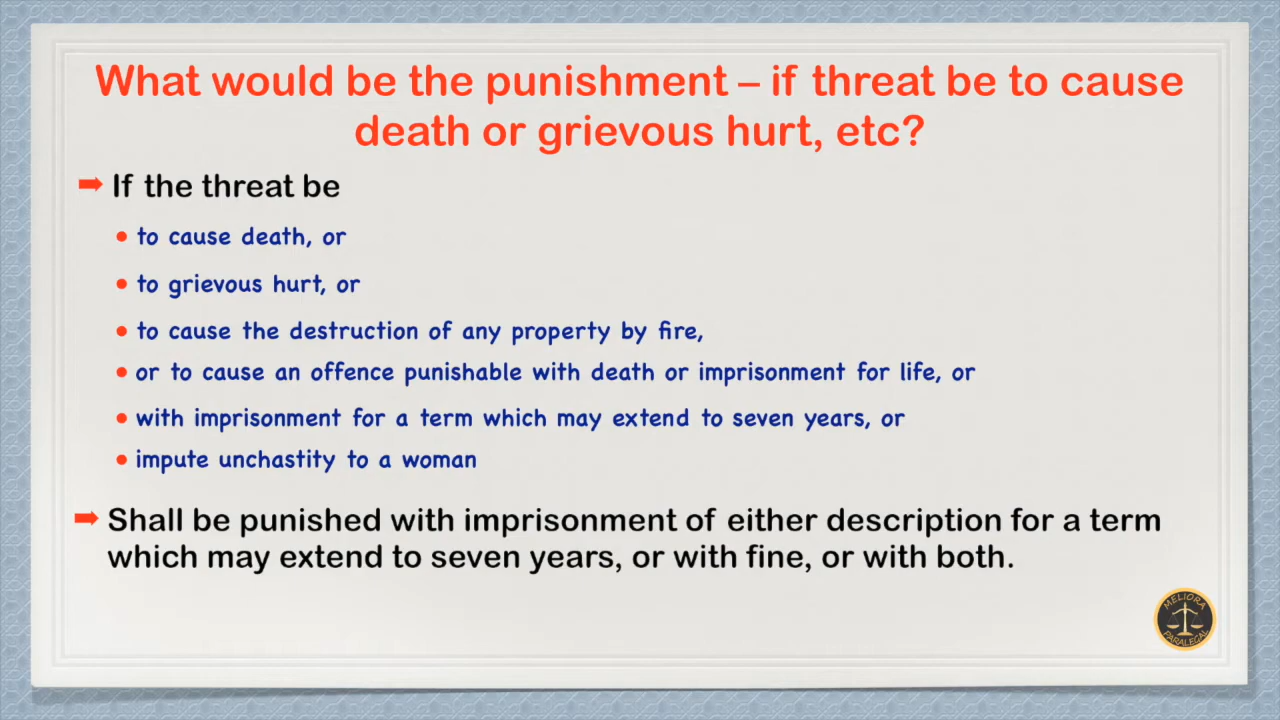 What would be the punishment – if threat be to cause
death or grievous hurt, etc?
➡ If the threat be
• to cause death, or
• to grievous hurt, or
• to cause the destruction of any property by fire,
• or to cause an offence punishable with death or imprisonment for life, or
• with imprisonment for a term which may extend to seven years, or
• impute unchastity to a woman
➡ Shall be punished with imprisonment of either description for a term
which may extend to seven years, or with fine, or with both.
MELIORA
PARALEGAL